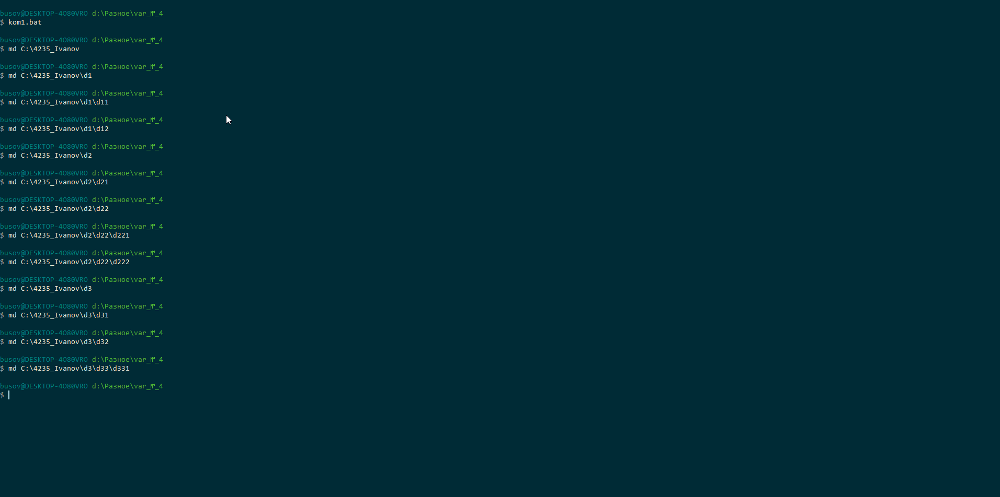 busov@DESKTOP-4O80VRO d:\Разное\var_№_4
$ kom1.bat
busov@DESKTOP-4O80VRO d:\Разное\var_№_4
$ md C:\4235_Ivanov
busov@DESKTOP-4O80VRO d:\Разное\var_№_4
$ md C:\4235_Ivanov\d1
busov@DESKTOP-4O80VRO d:\Разное\var_№_4
$ md C:\4235_Ivanov\d1\d11
busov@DESKTOP-4O80VRO d:\Разное\var_№_4
$ md C:\4235_Ivanov\d1\d12
busov@DESKTOP-4O80VRO d:\Разное\var_№_4
$ md C:\4235_Ivanov\d2
busov@DESKTOP-4O80VRO d:\Разное\var_№_4
$ md C:\4235_Ivanov\d2\d21
busov@DESKTOP-4O80VRO d:\Разное\var_№_4
$ md C:\4235_Ivanov\d2\d22
busov@DESKTOP-4O80VRO d:\Разное\var_№_4
$ md C:\4235_Ivanov\d2\d22\d221
busov@DESKTOP-4O80VRO d:\Разное\var_№_4
$ md C:\4235_Ivanov\d2\d22\d222
busov@DESKTOP-4O80VRO d:\Разное\var_№_4
$ md C:\4235_Ivanov\d3
busov@DESKTOP-4O80VRO d:\Разное\var_№_4
$ md C:\4235_Ivanov\d3\d31
busov@DESKTOP-4O80VRO d:\Разное\var_№_4
$ md C:\4235_Ivanov\d3\d32
busov@DESKTOP-4O80VRO d:\Разное\var_№_4
$ md C:\4235_Ivanov\d3\d33\d331
busov@DESKTOP-4O80VRO d:\Разное\var_№_4
$